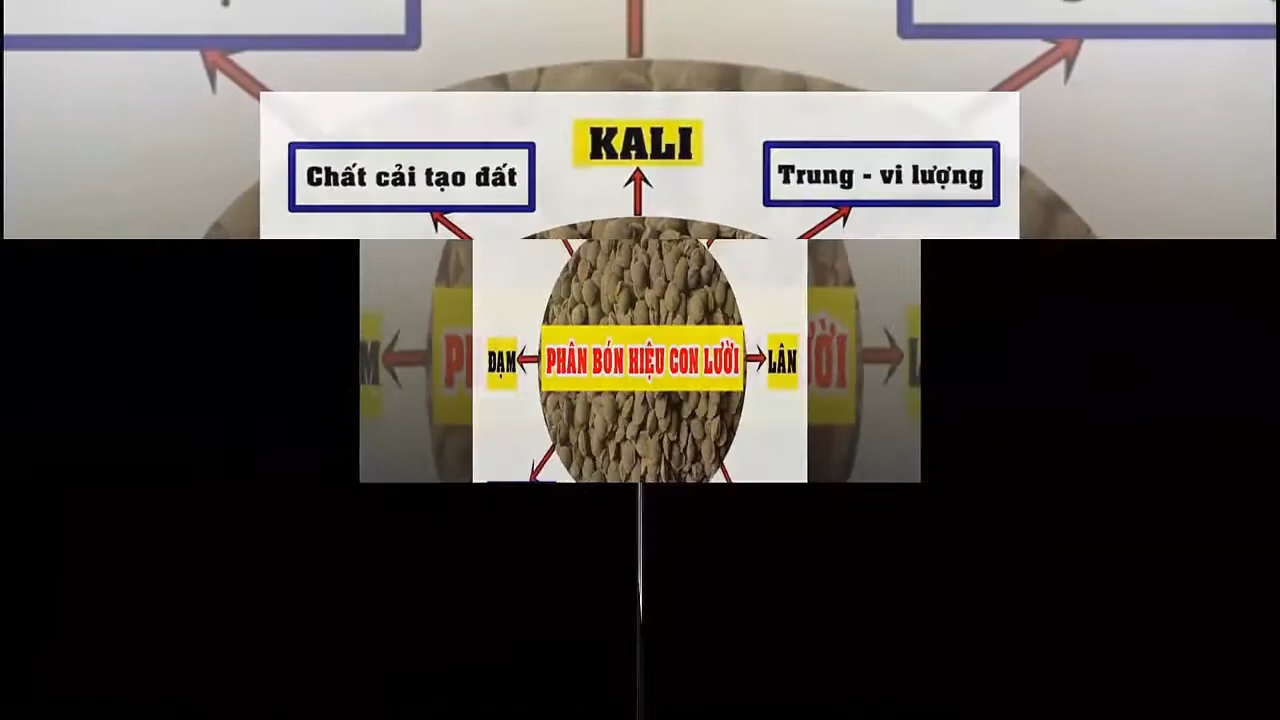 KALI
Chất cải tạo đất
Trung - vi lượng
ĐẠM
PHÂN BÓN HIỆU CON LƯỜI
LÂN